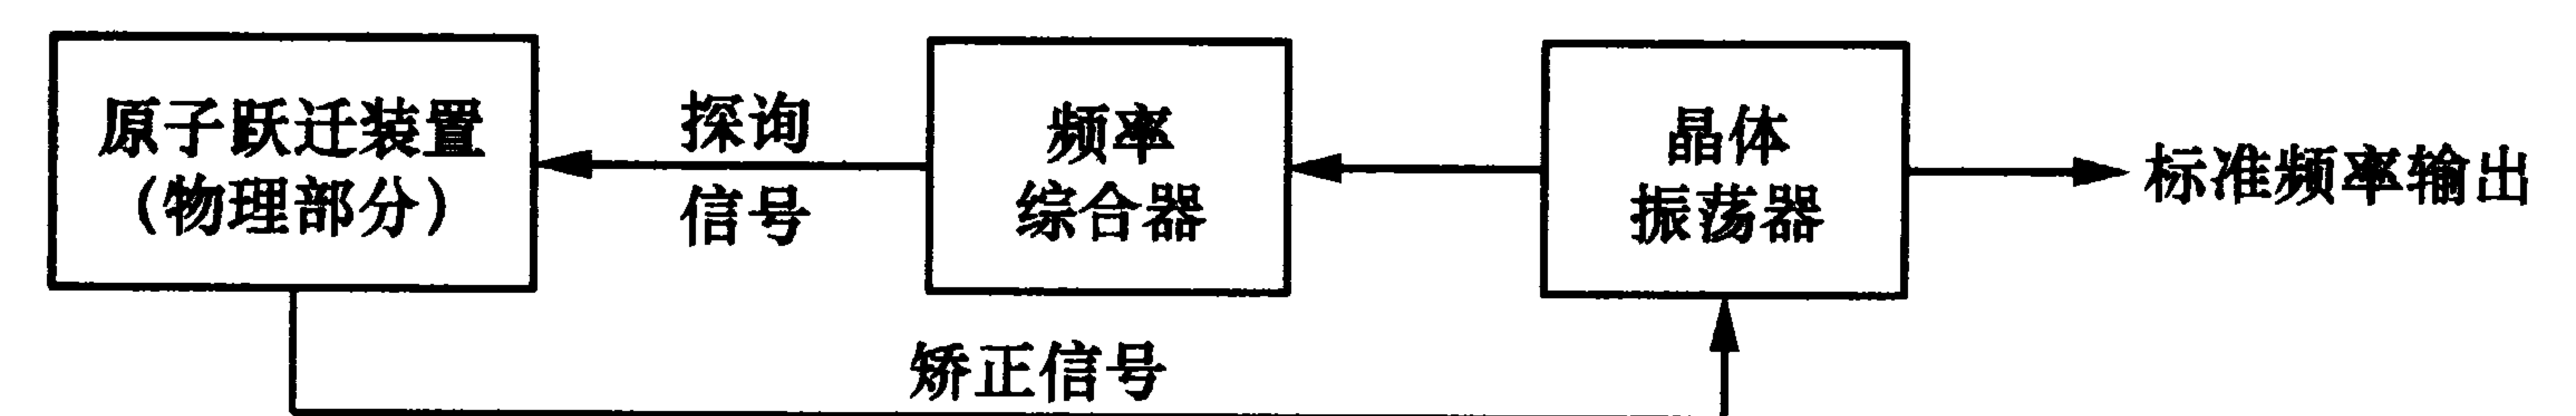 原子跃迁装置
(物理部分)
探询
信号
频率
综合器
晶体
振荡器
标准频率输出
矫正信号